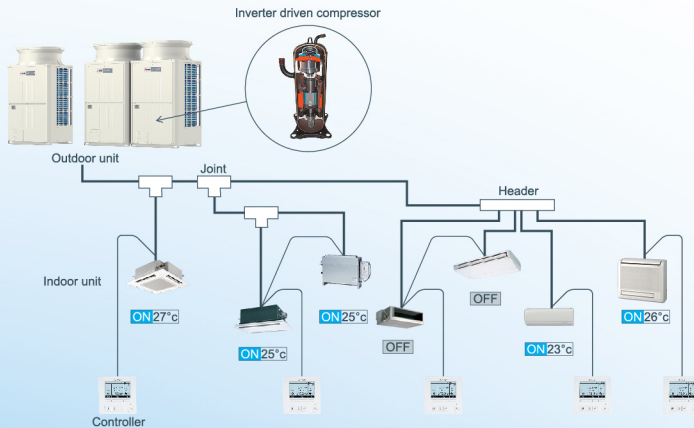 Inverter driven compressor
Outdoor unit
Joint
Header
Indoor unit
ON 27°c
ON 25°c
ON 25°c
OFF
OFF
ON 23°c
ON 26°c
Controller